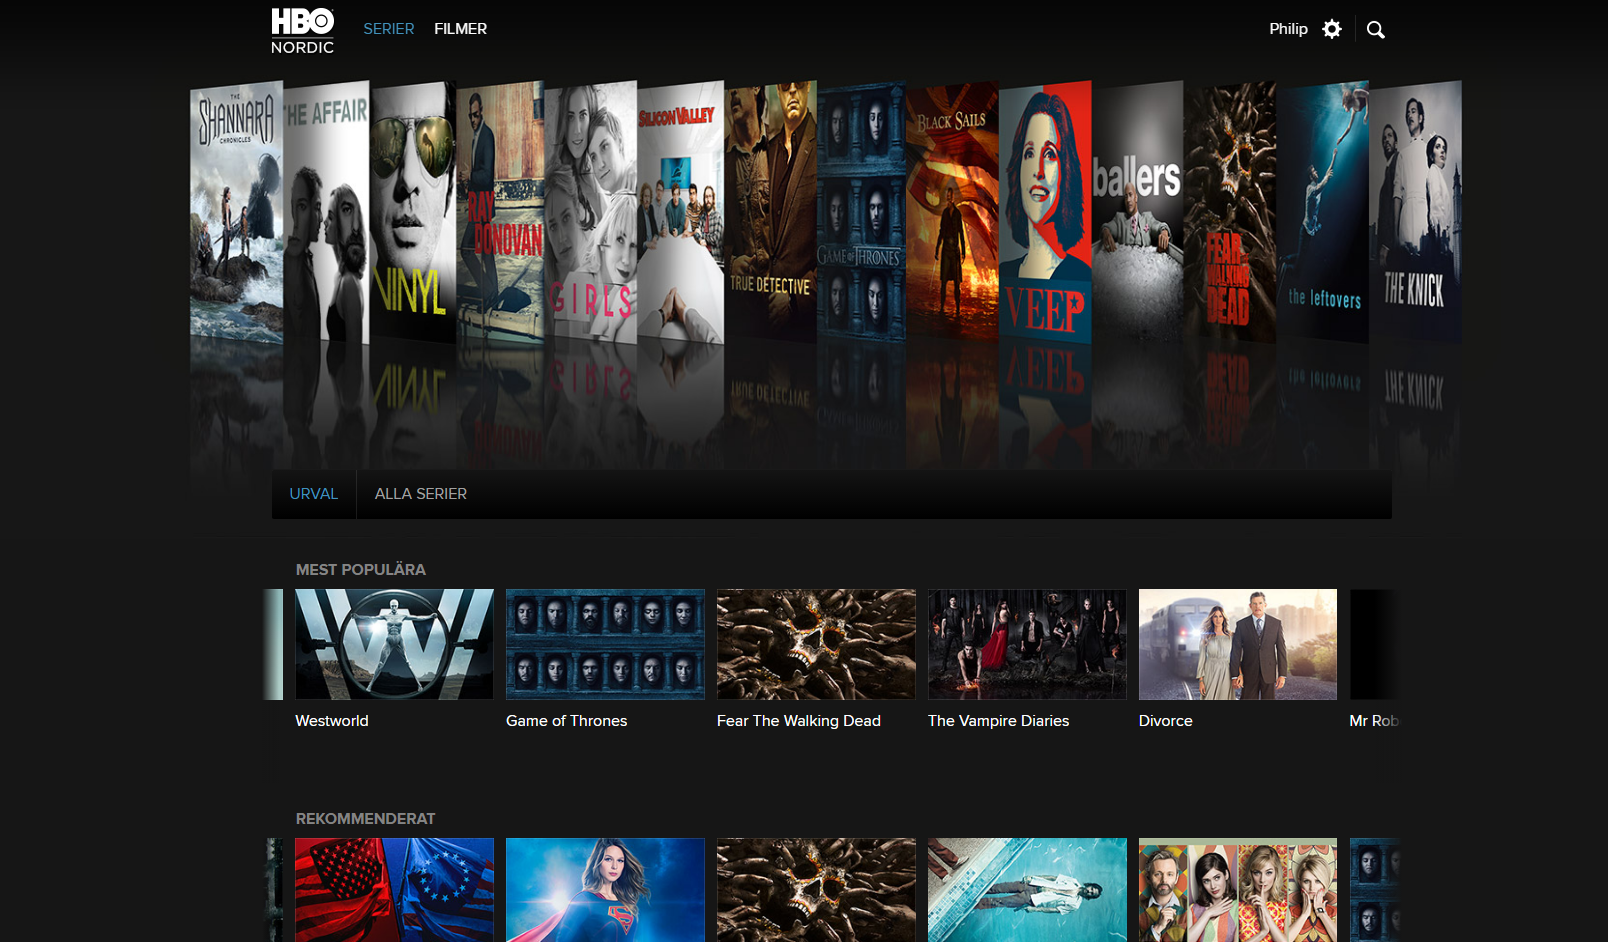 HBO
NORDIC
SERIER
FILMER
Philip
THE
SHANNARA
CHRONICLES
THE AFFAIR
VINYL
RAY
DONOVAN
GIRLS
SILICON VALLEY
TRUE DETECTIVE
GAME OF THRONES
BLACK SAILS
VEEP
ballers
FEAR
THE
WALKING
DEAD
the leftovers
THE KNICK
URVAL
ALLA SERIER
MEST POPULÄRA
Westworld
Game of Thrones
Fear The Walking Dead
The Vampire Diaries
Divorce
Mr Rob
REKOMMENDERAT